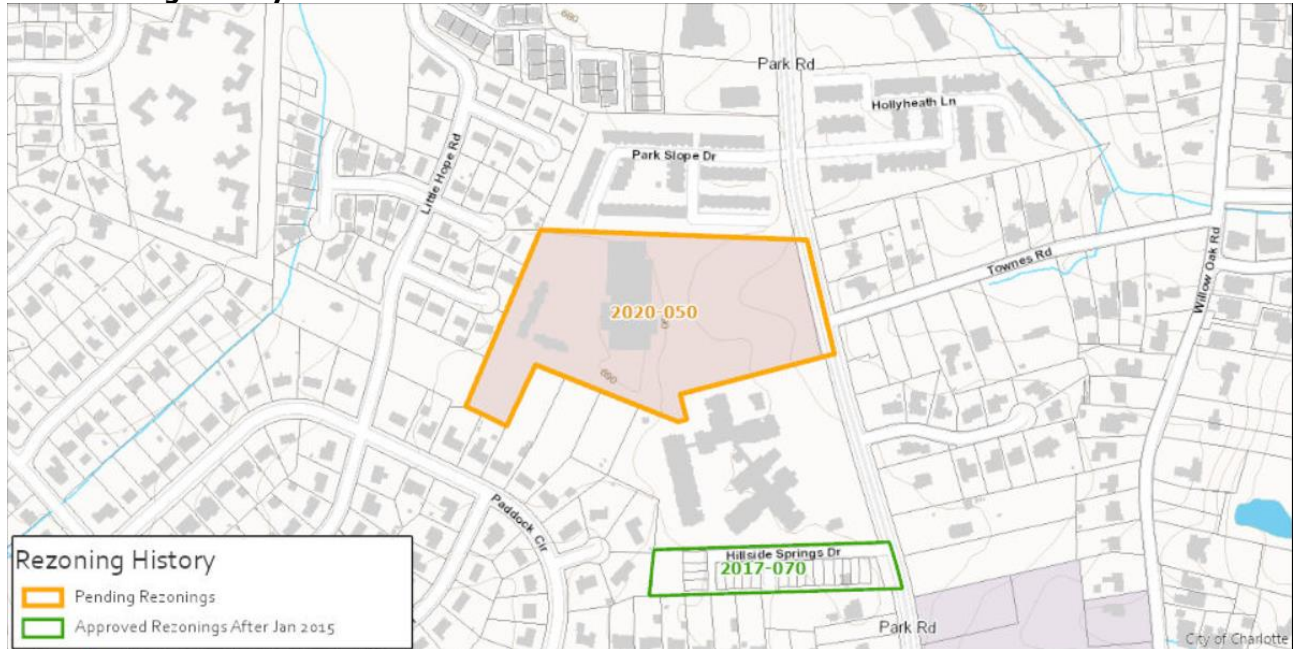 680
Park Rd
Hollyheath Ln
Park Slope Dr
Little Hope Rd
Townes Rd
Willow Oak Rd
2020-050
690
Paddock Cir
Hillside Springs Dr
2017-070
Park Rd
Rezoning History
Pending Rezonings
Approved Rezonings After Jan 2015
City of Charlotte